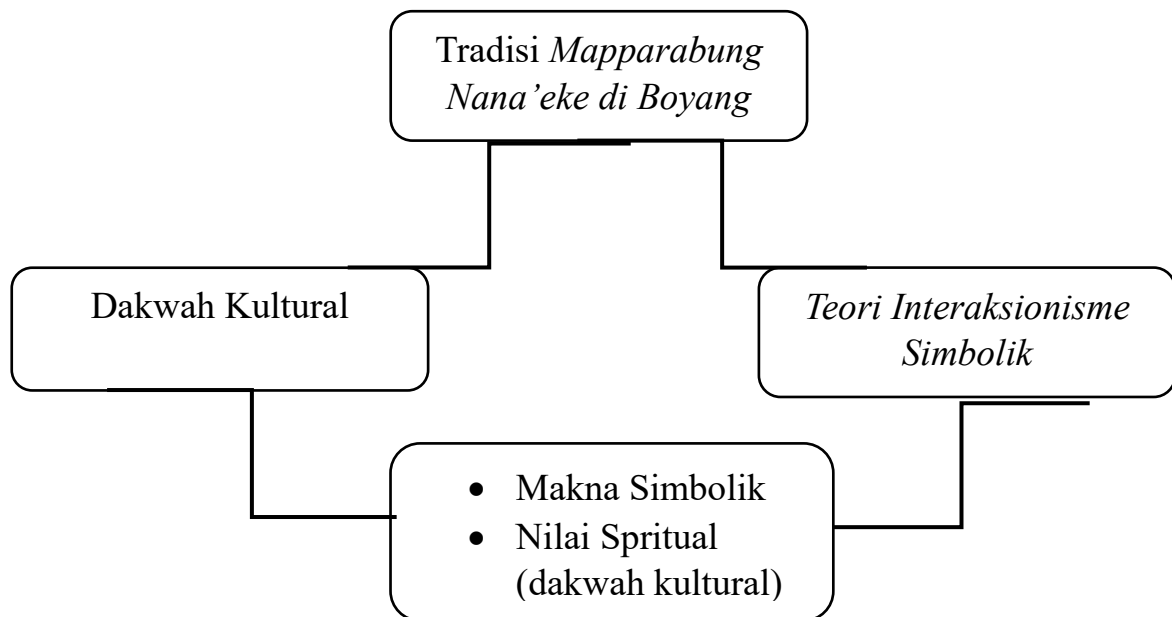 Tradisi Mapparabung
Nana’eke di Boyang
Dakwah Kultural
Teori Interaksionisme
Simbolik
• Makna Simbolik
• Nilai Spritual
(dakwah kultural)